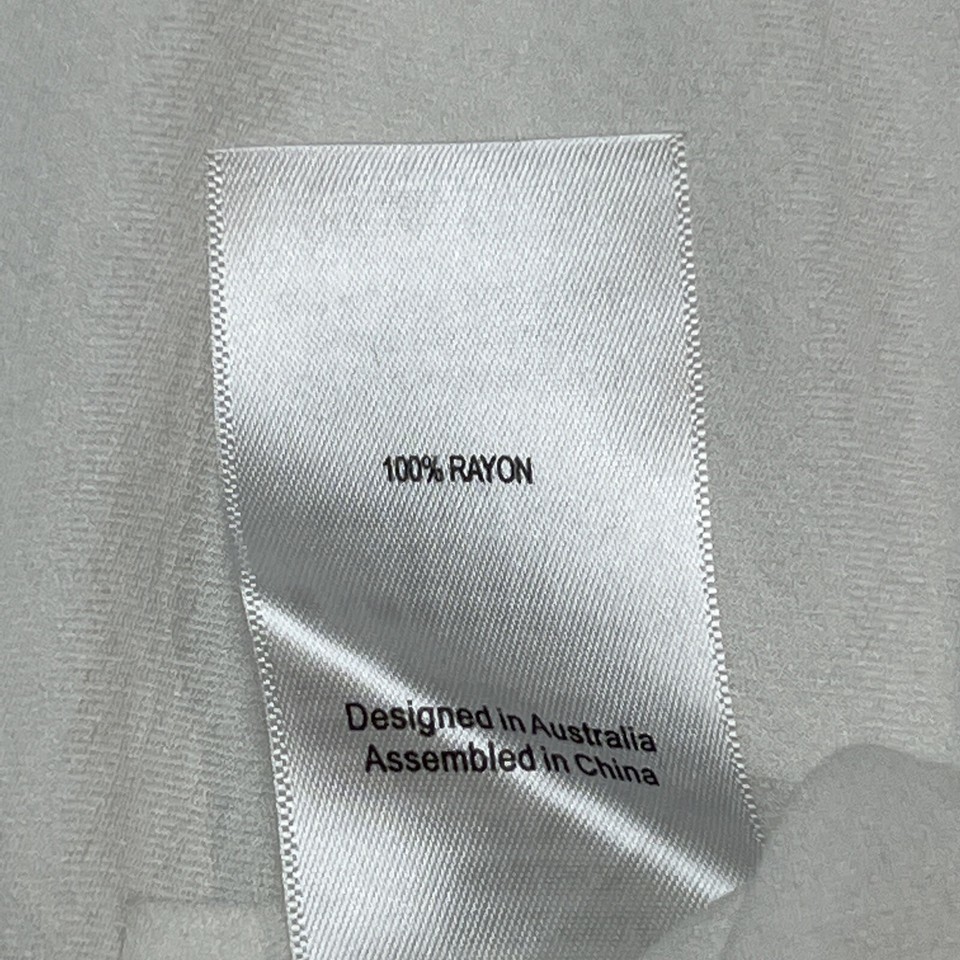 100% RAYON
Designed in Australia
Assembled in China